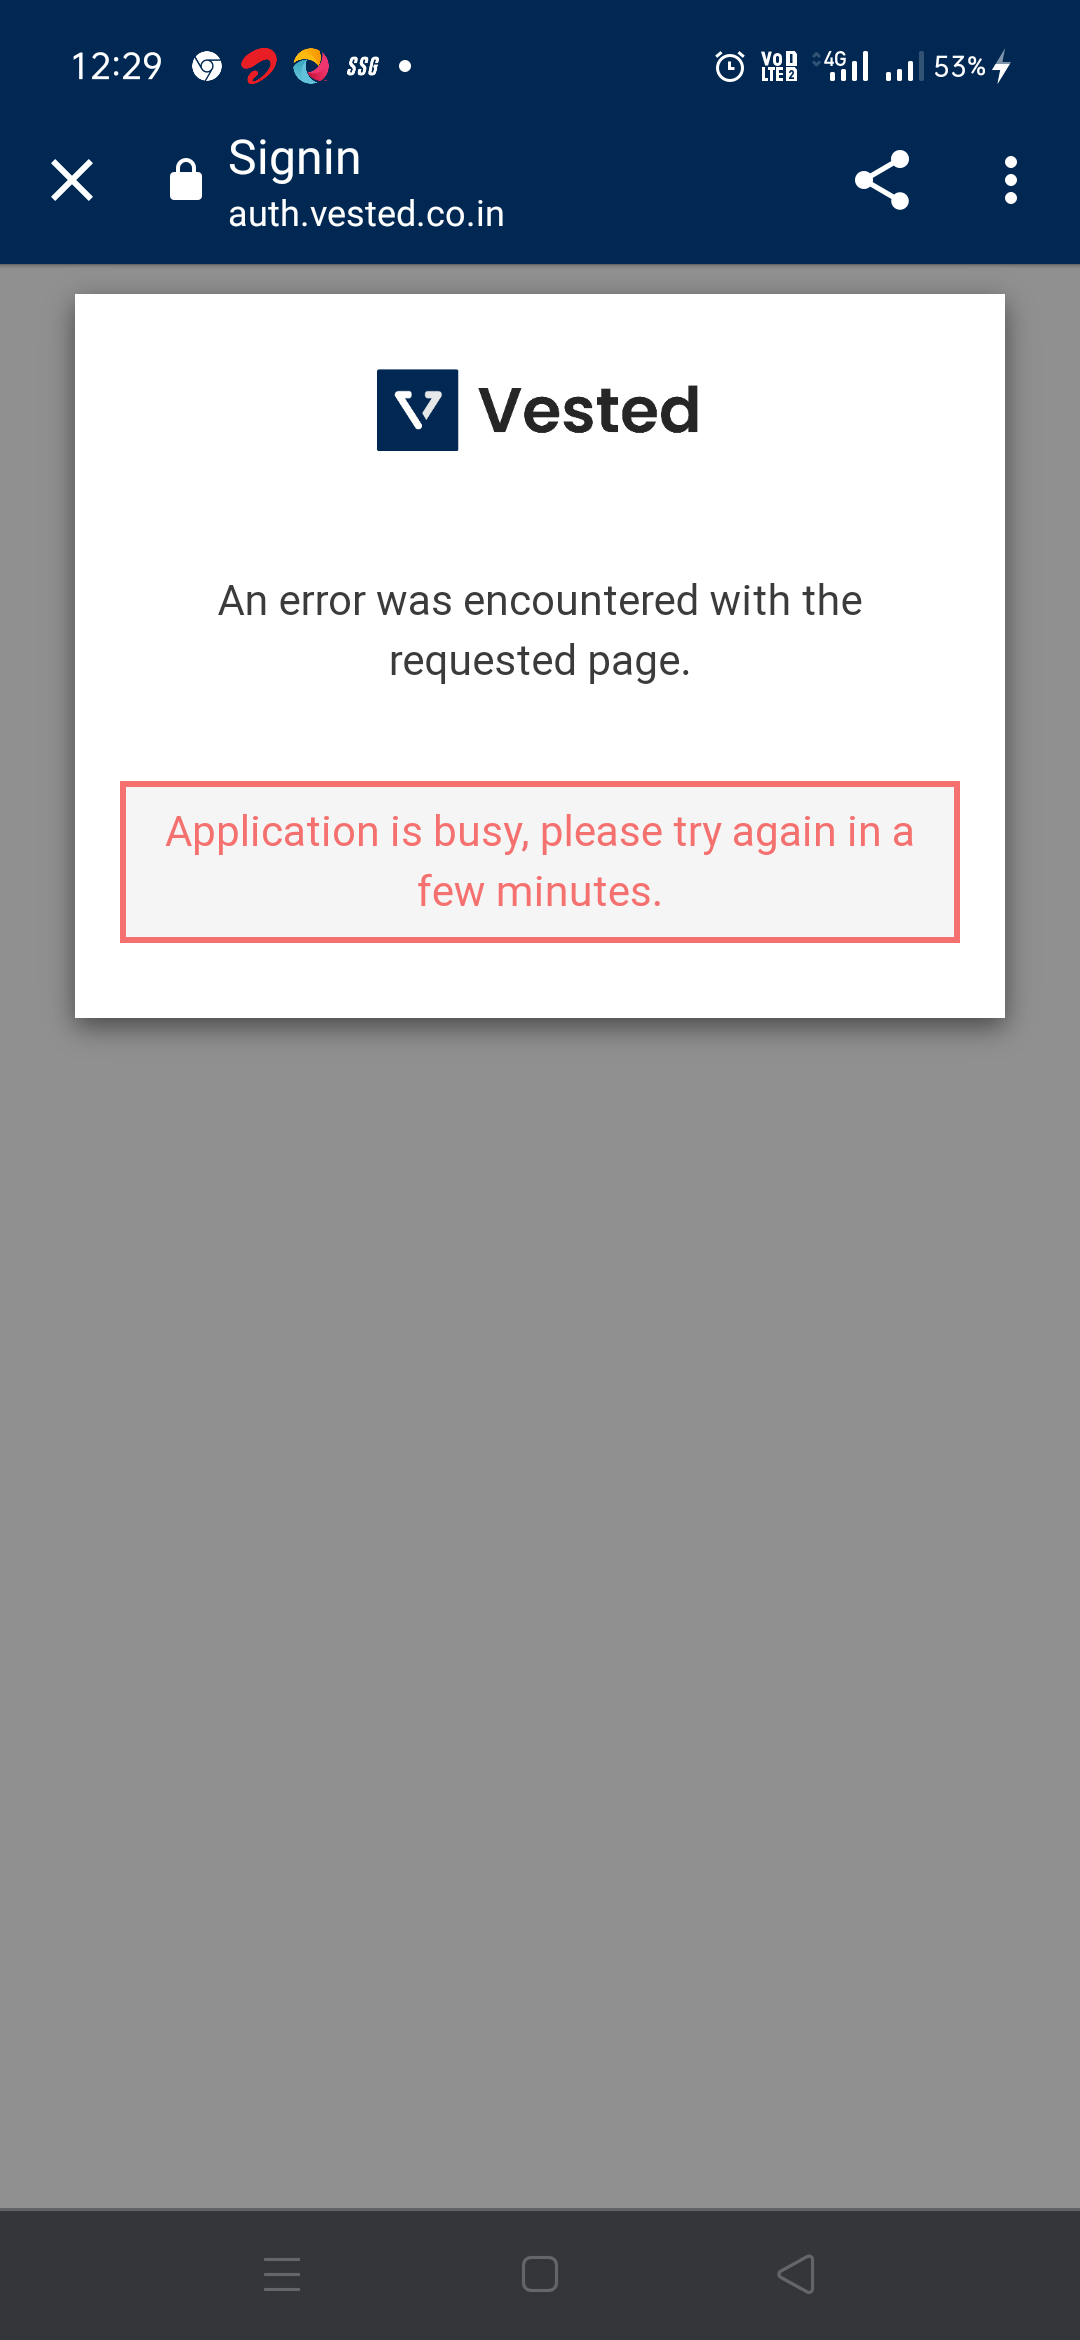 12:29 SSG VoD LTE2 4G 53%
Signin
auth.vested.co.in
Vested
An error was encountered with the
requested page.
Application is busy, please try again in a
few minutes.